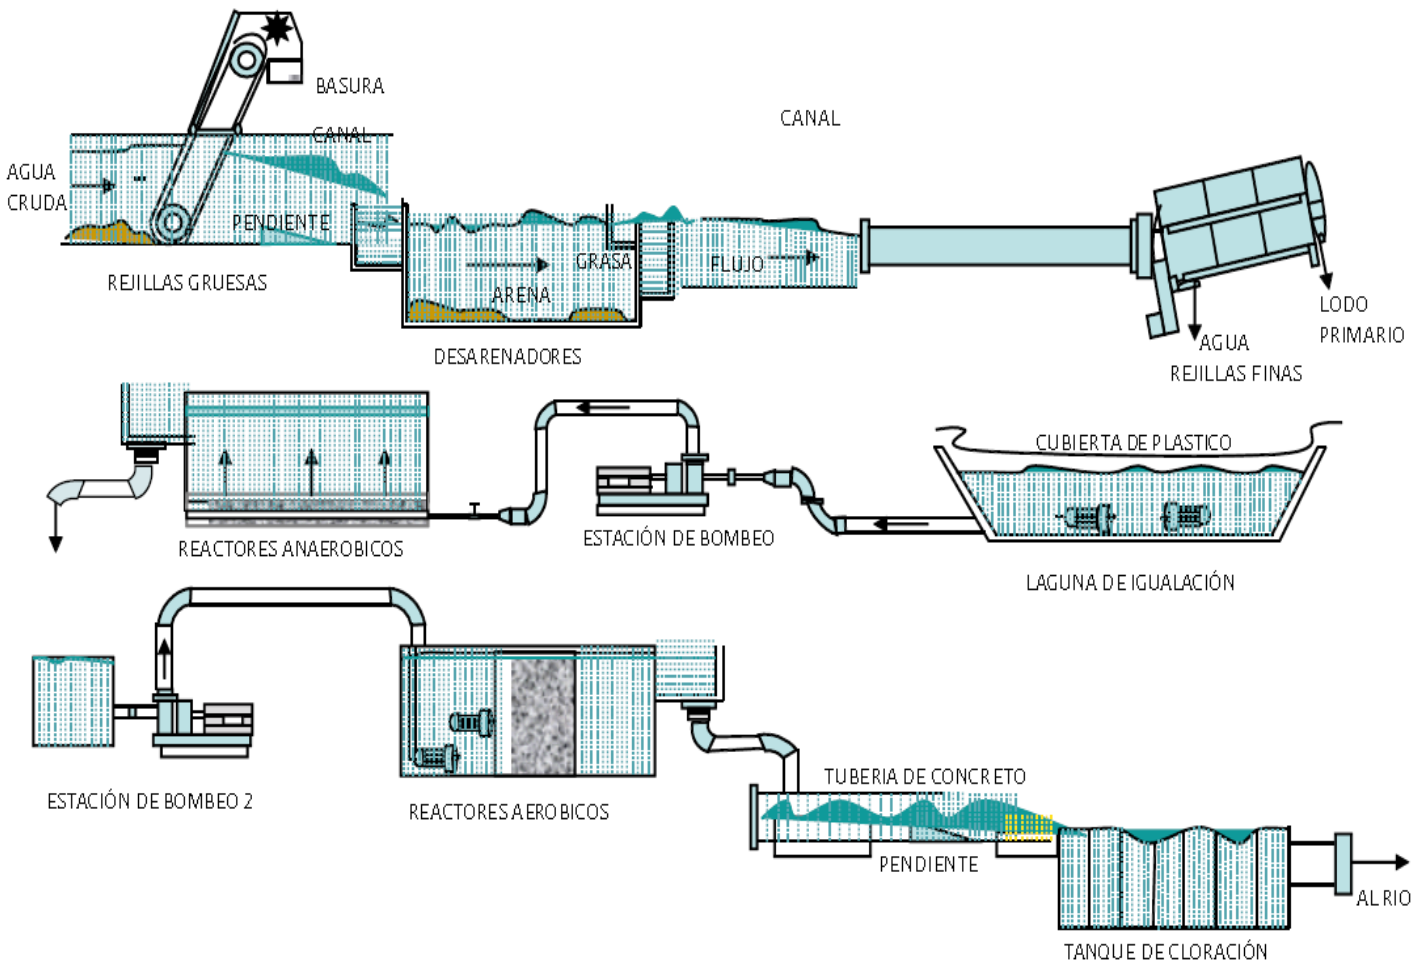 BASURA
CANAL
CANAL
AGUA
CRUDA
PENDIENTE
GRASA
FLUJO
REJILLAS GRUESAS
ARENA
LODO
PRIMARIO
DESARENADORES
AGUA
REJILLAS FINAS
CUBIERTA DE PLASTICO
REACTORES ANAEROBICOS
ESTACIÓN DE BOMBEO
LAGUNA DE IGUALACIÓN
ESTACIÓN DE BOMBEO 2
REACTORES AEROBICOS
TUBERIA DE CONCRETO
PENDIENTE
AL RIO
TANQUE DE CLORACIÓN